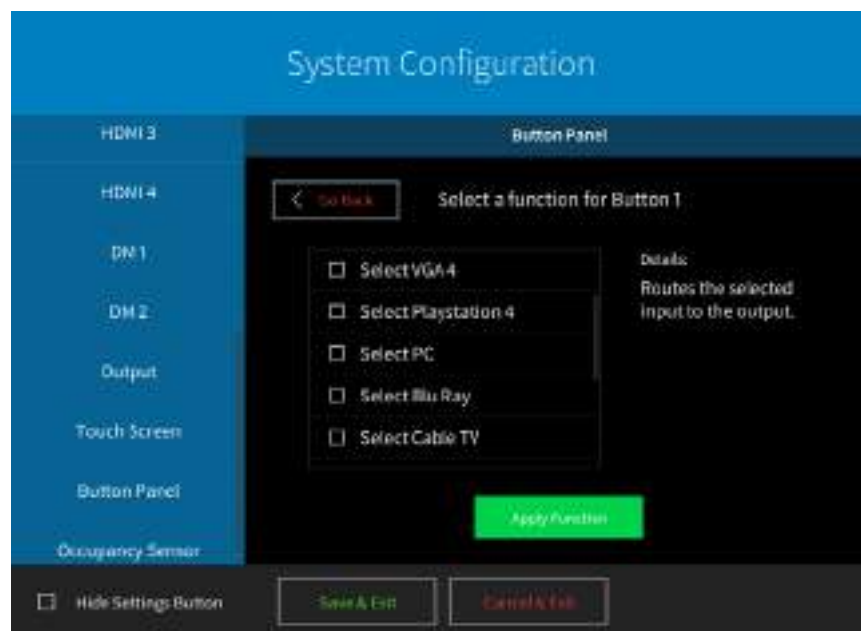 System Configuration
HDMI 3
Button Panel
HDMI 4
Go Back
Select a function for Button 1
DM 1
DM 2
Output
Touch Screen
Button Panel
Occupancy Sensor
Select VGA 4
Select Playstation 4
Select PC
Select Blu Ray
Select Cable TV
Details:
Routes the selected
input to the output.
Apply Function
Hide Settings Button
Save & Exit
Cancel & Exit